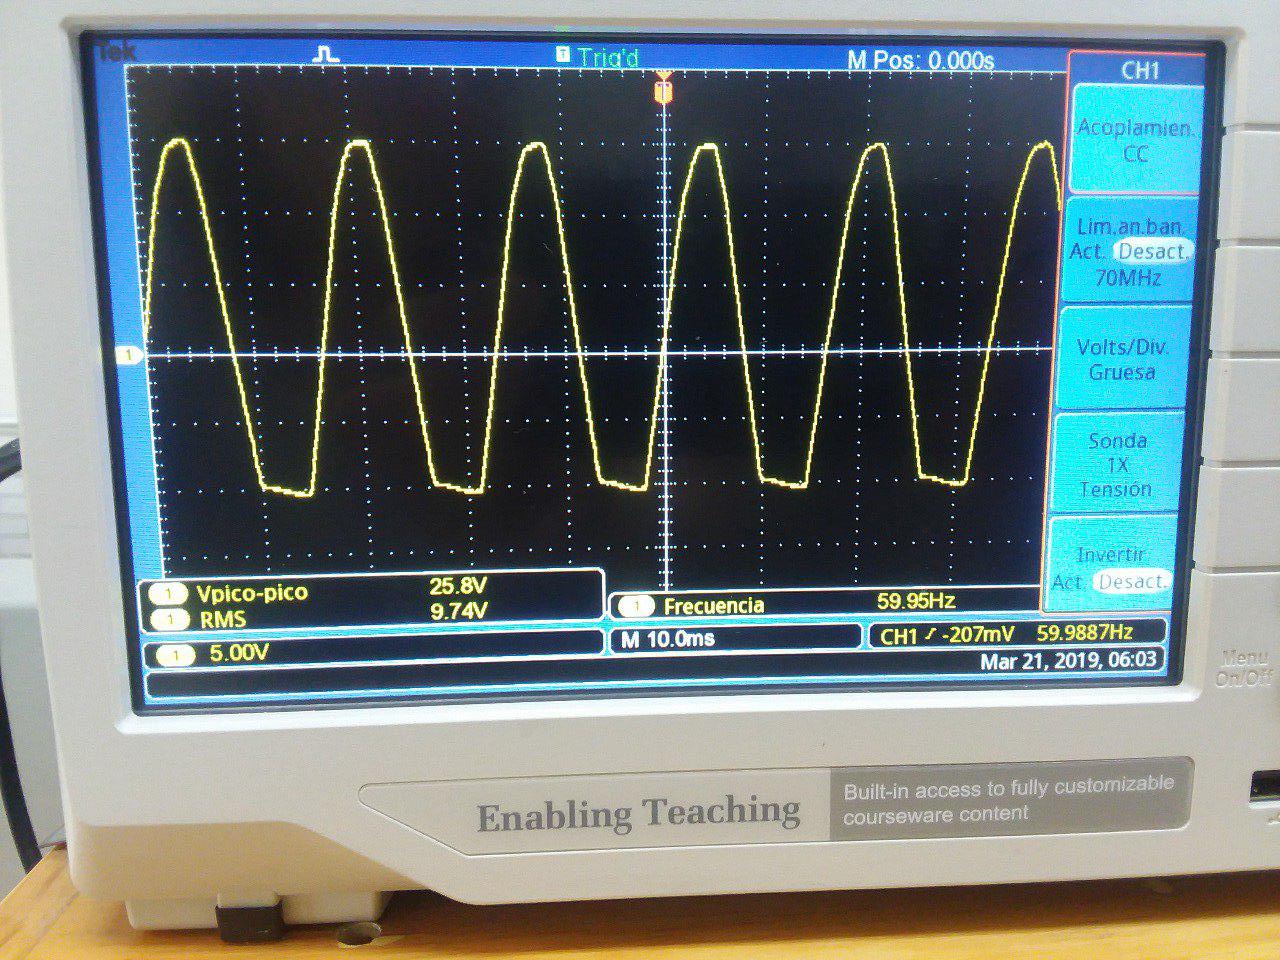 Tek
T Trig'd
M Pos: 0.000s
CH1
Acoplamien.
CC
Lim.an.ban.
Act. Desact.
70MHz
Volts/Div.
Gruesa
Sonda
1X
Tensión
Invertir
Act. Desact.
1
1 Vpico-pico 25.8V
1 RMS 9.74V
1 Frecuencia 59.95Hz
1 5.00V
M 10.0ms
CH1 -207mV 59.9887Hz
Mar 21, 2019, 06:03
Menu
On/Off
Enabling Teaching
Built-in access to fully customizable
courseware content